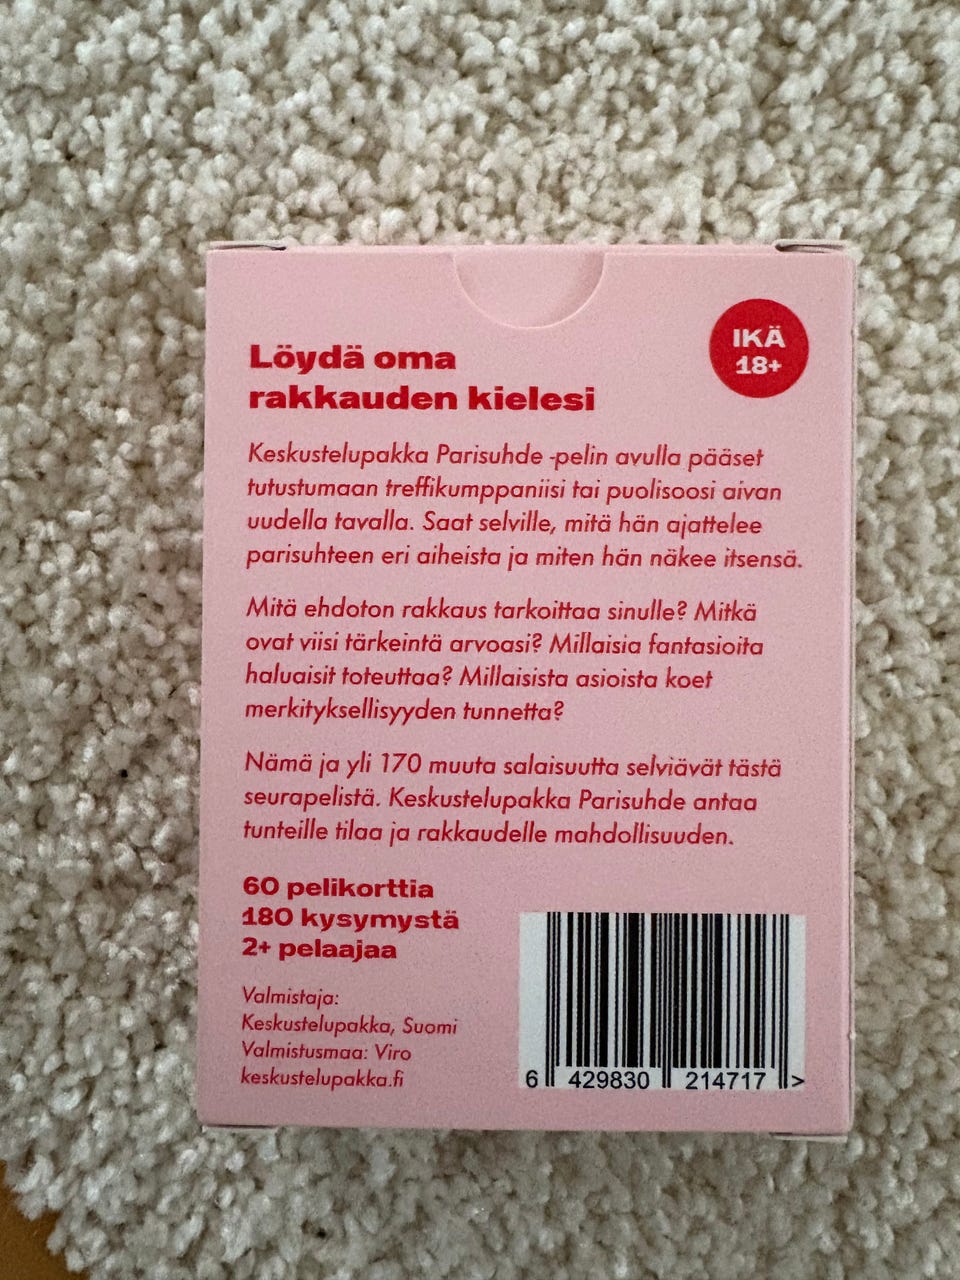 IKÄ
18+
Löydä oma
rakkauden kielesi
Keskustelupakka Parisuhde -pelin avulla pääset
tutustumaan treffikumppaniisi tai puolisoosi aivan
uudella tavalla. Saat selville, mitä hän ajattelee
parisuhteen eri aiheista ja miten hän näkee itsensä.
Mitä ehdoton rakkaus tarkoittaa sinulle? Mitkä
ovat viisi tärkeintä arvoasi? Millaisia fantasioita
haluaisit toteuttaa? Millaisista asioista koet
merkityksellisyyden tunnetta?
Nämä ja yli 170 muuta salaisuutta selviävät tästä
seurapelistä. Keskustelupakka Parisuhde antaa
tunteille tilaa ja rakkaudelle mahdollisuuden.
60 pelikorttia
180 kysymystä
2+ pelaajaa
Valmistaja:
Keskustelupakka, Suomi
Valmistusmaa: Viro
keskustelupakka.fi
6 429830 214717 >